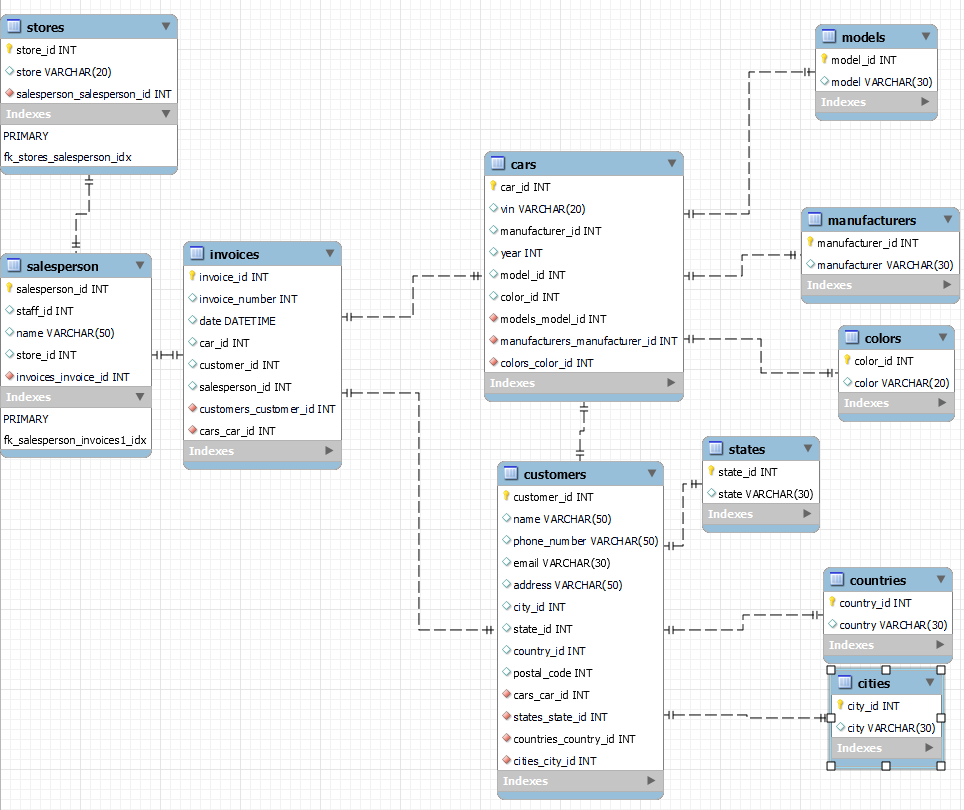 stores
store_id INT
store VARCHAR(20)
salesperson_salesperson_id INT
Indexes
PRIMARY
fk_stores_salesperson_idx
salesperson
salesperson_id INT
staff_id INT
name VARCHAR(50)
store_id INT
invoices_invoice_id INT
Indexes
PRIMARY
fk_salesperson_invoices1_idx
invoices
invoice_id INT
invoice_number INT
date DATETIME
car_id INT
customer_id INT
salesperson_id INT
customers_customer_id INT
cars_car_id INT
Indexes
cars
car_id INT
vin VARCHAR(20)
manufacturer_id INT
year INT
model_id INT
color_id INT
models_model_id INT
manufacturers_manufacturer_id INT
colors_color_id INT
Indexes
customers
customer_id INT
name VARCHAR(50)
phone_number VARCHAR(50)
email VARCHAR(30)
address VARCHAR(50)
city_id INT
state_id INT
country_id INT
postal_code INT
cars_car_id INT
states_state_id INT
countries_country_id INT
cities_city_id INT
Indexes
models
model_id INT
model VARCHAR(30)
Indexes
manufacturers
manufacturer_id INT
manufacturer VARCHAR(30)
Indexes
colors
color_id INT
color VARCHAR(20)
Indexes
states
state_id INT
state VARCHAR(30)
Indexes
countries
country_id INT
country VARCHAR(30)
Indexes
cities
city_id INT
city VARCHAR(30)
Indexes